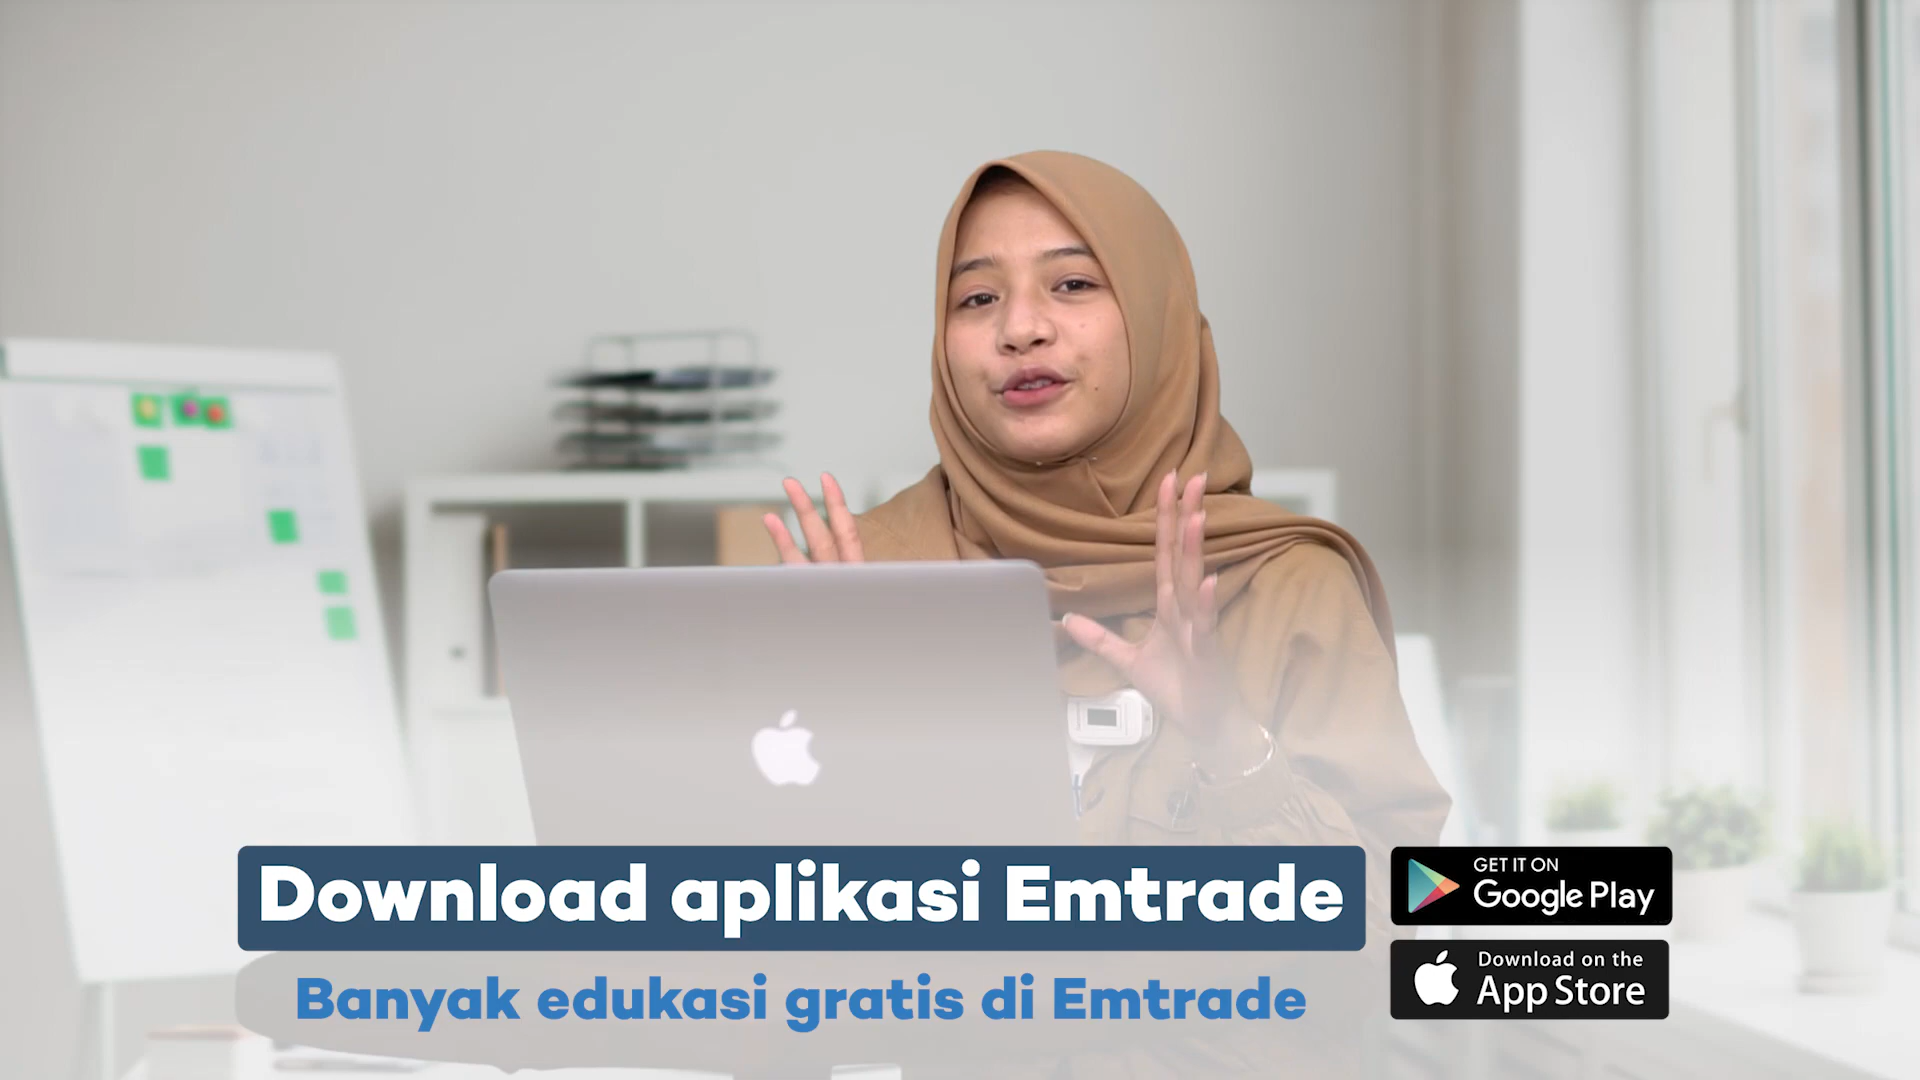 Download aplikasi Emtrade
Banyak edukasi gratis di Emtrade
GET IT ON
Google Play
Download on the
App Store